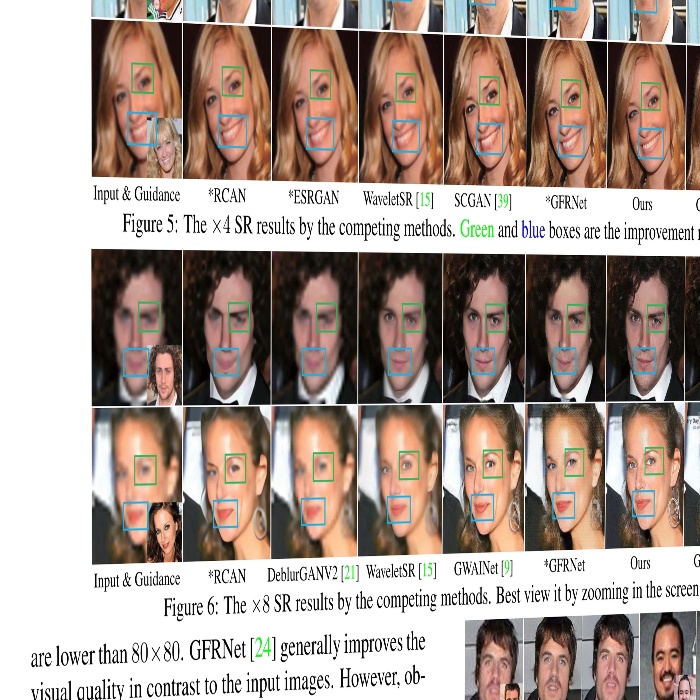 Input & Guidance *RCAN *ESRGAN WaveletSR [15] SCGAN [39] *GFRNet Ours
Figure 5: The ×4 SR results by the competing methods. Green and blue boxes are the improvement
Input & Guidance *RCAN DeblurGANV2 [21] WaveletSR [15] GWAINet [9] *GFRNet Ours
Figure 6: The ×8 SR results by the competing methods. Best view it by zooming in the screen
are lower than 80×80. GFRNet [24] generally improves the
visual quality in contrast to the input images. However, ob-